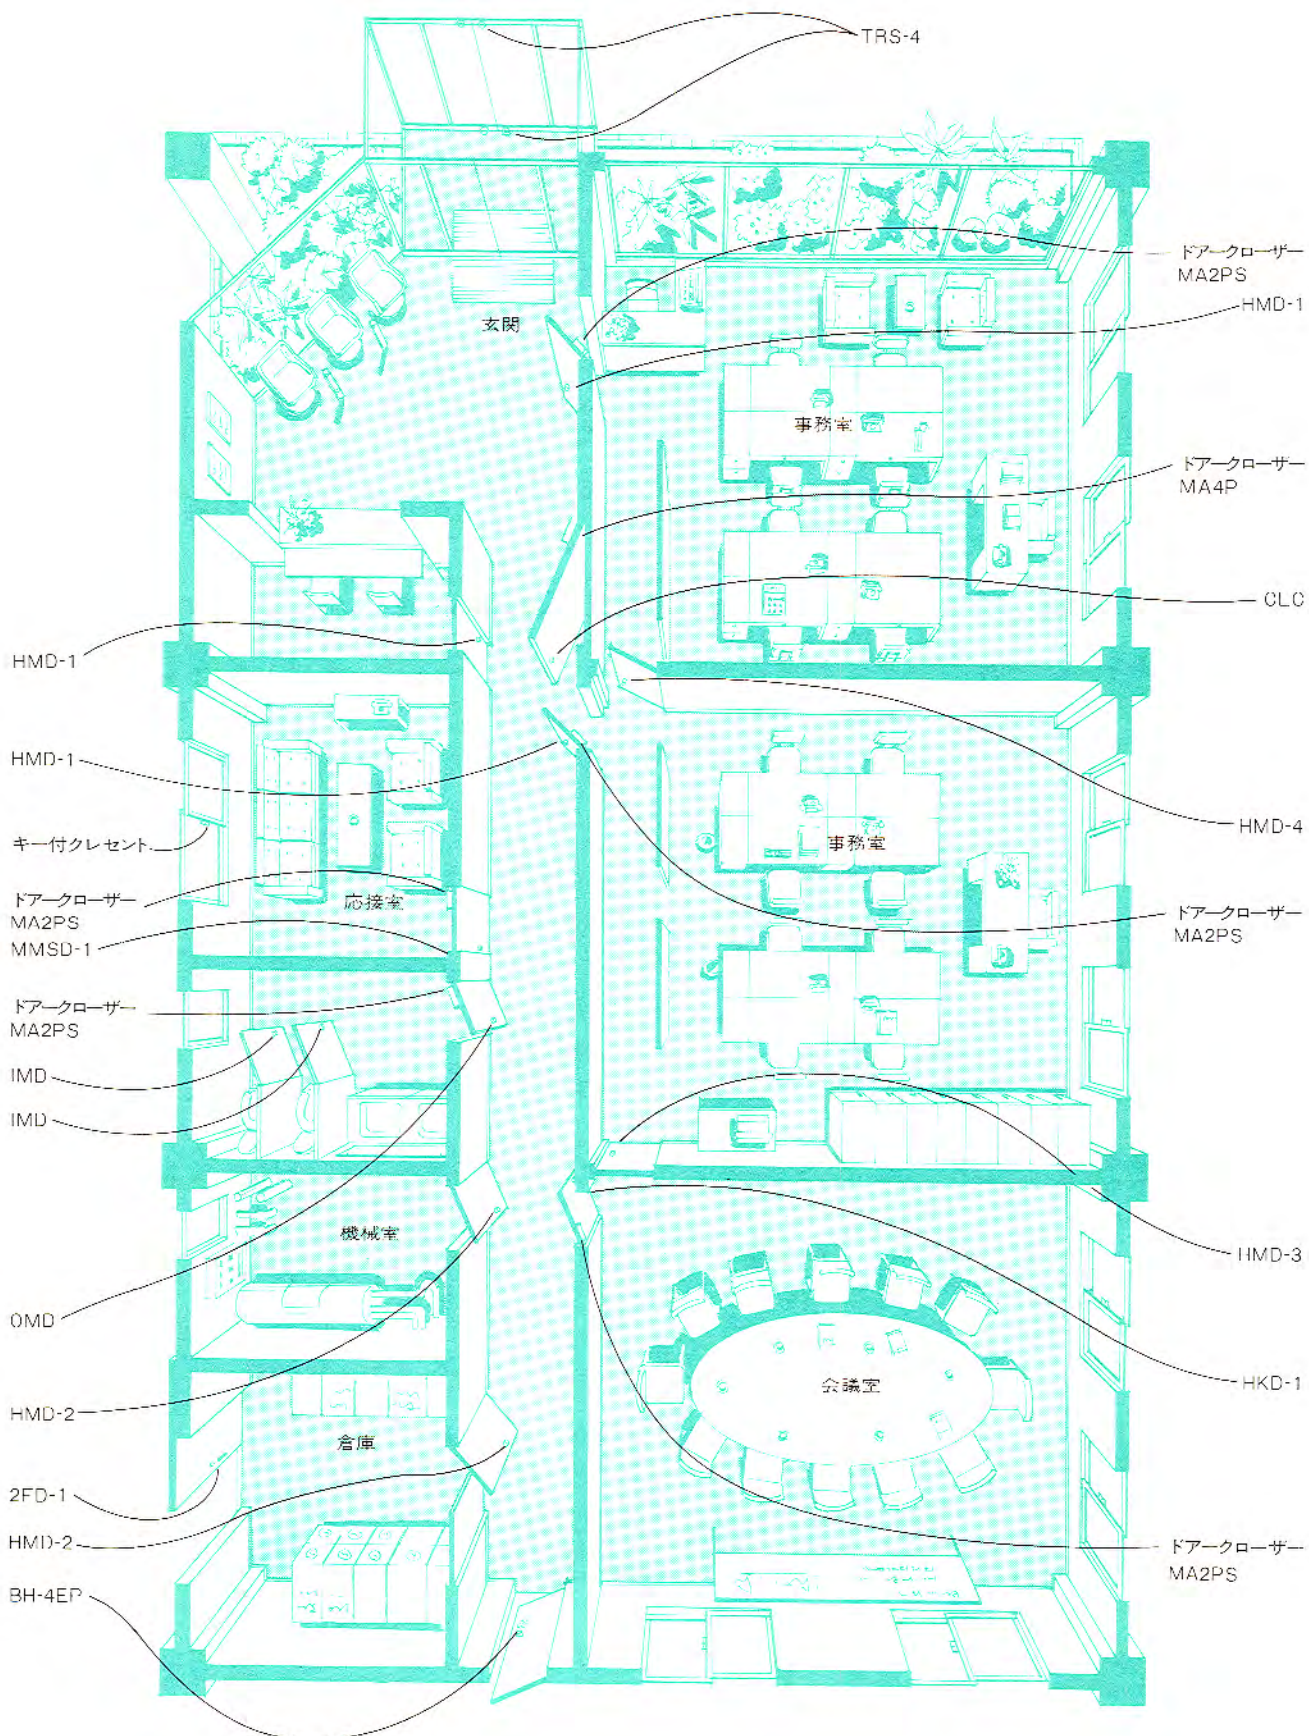 TRS-4
ドアークローザー
MA2PS
HMD-1
玄関
事務室
ドアークローザー
MA4P
CLC
HMD-1
HMD-1
キー付クレセント
HMD-4
事務室
ドアークローザー
MA2PS
応接室
MMSD-1
ドアークローザー
MA2PS
ドアークローザー
MA2PS
IMD
IMD
機械室
HMD-3
OMD
会議室
HKD-1
HMD-2
倉庫
2FD-1
HMD-2
ドアークローザー
MA2PS
BH-4EP